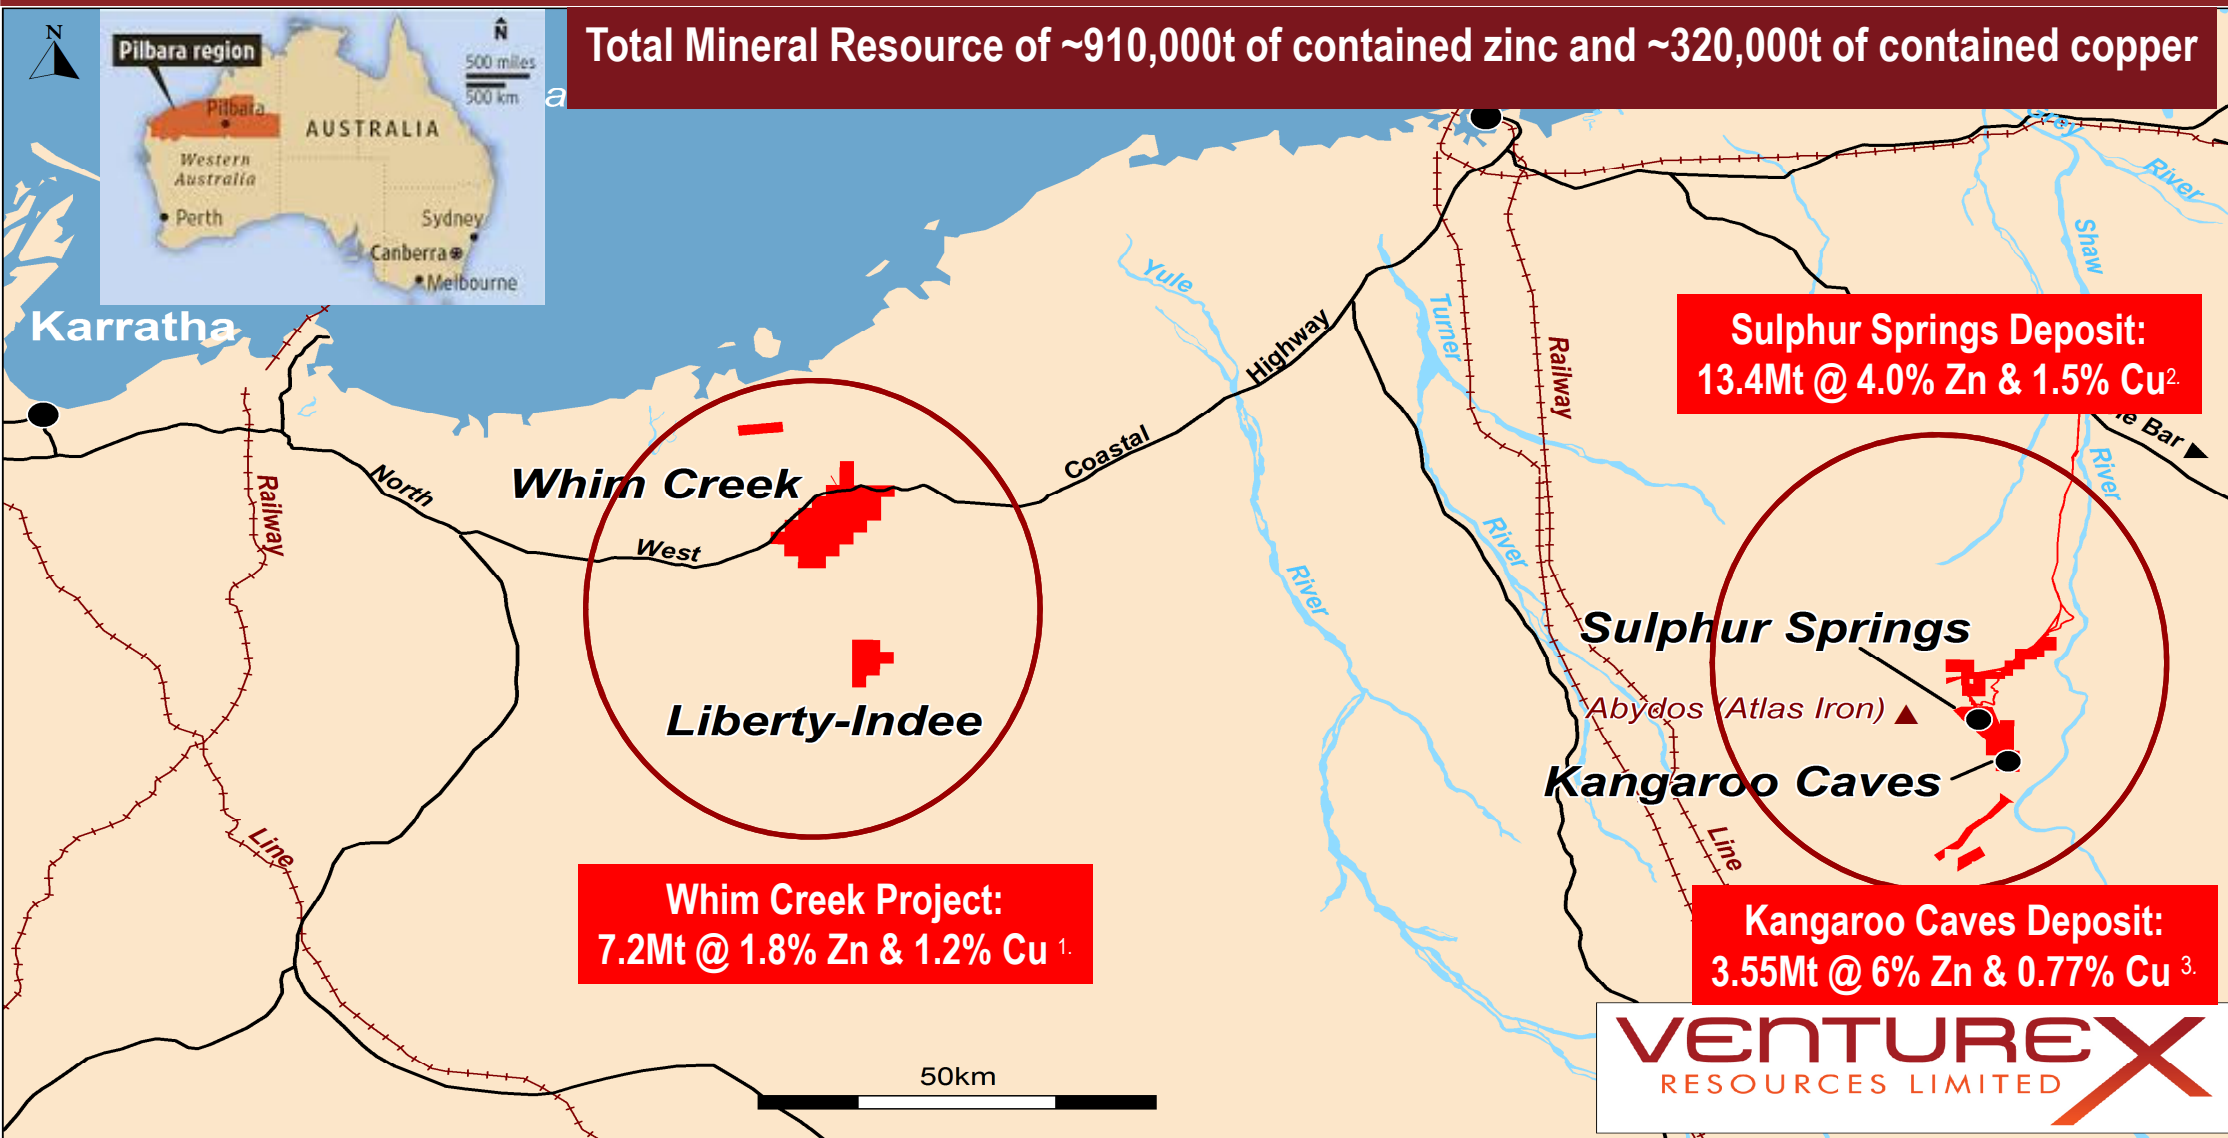 Total Mineral Resource of ~910,000t of contained zinc and ~320,000t of contained copper
N
Pilbara region
N
500 miles
500 km
a
Pilbara
AUSTRALIA
Western
Australia
Perth
Sydney
Canberra
Melbourne
Karratha
Grey
River
Shaw
River
Yule
River
Turner
River
Railway
Line
Railway
Line
North
West
Coastal
Highway
Sulphur Springs Deposit:
13.4Mt @ 4.0% Zn & 1.5% Cu2.
Bar
Whim Creek
Liberty-Indee
Sulphur Springs
Abydos (Atlas Iron)
Kangaroo Caves
Whim Creek Project:
7.2Mt @ 1.8% Zn & 1.2% Cu 1.
Kangaroo Caves Deposit:
3.55Mt @ 6% Zn & 0.77% Cu 3.
50km
VENTUREX
RESOURCES LIMITED